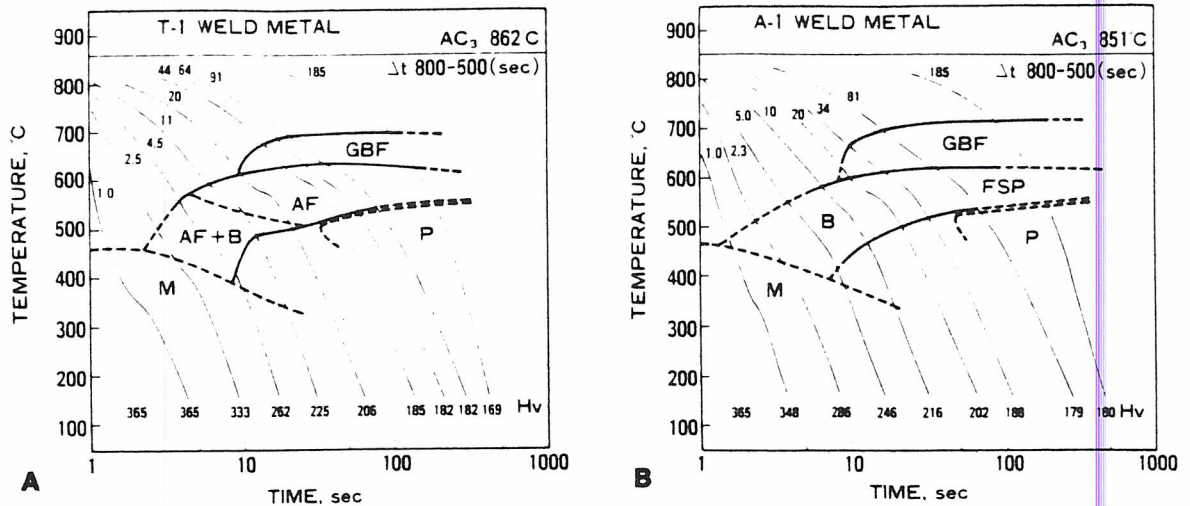 T-1 WELD METAL
AC3 862 C
Δt 800-500 (sec)
44 64 91 185
20
11
4.5
2.5
1.0
GBF
AF
AF+B
M
P
365 365 333 262 225 206 185 182 182 169 Hv
900
800
700
600
500
400
300
200
100
TEMPERATURE, °C
1 10 100 1000
TIME, sec
A
A-1 WELD METAL
AC3 851°C
Δt 800-500 (sec)
185
81
5.0 10 20 34
1.0 2.3
GBF
FSP
B
M
P
365 348 286 246 216 202 188 179 180 Hv
900
800
700
600
500
400
300
200
100
TEMPERATURE, °C
1 10 100 1000
TIME, sec
B